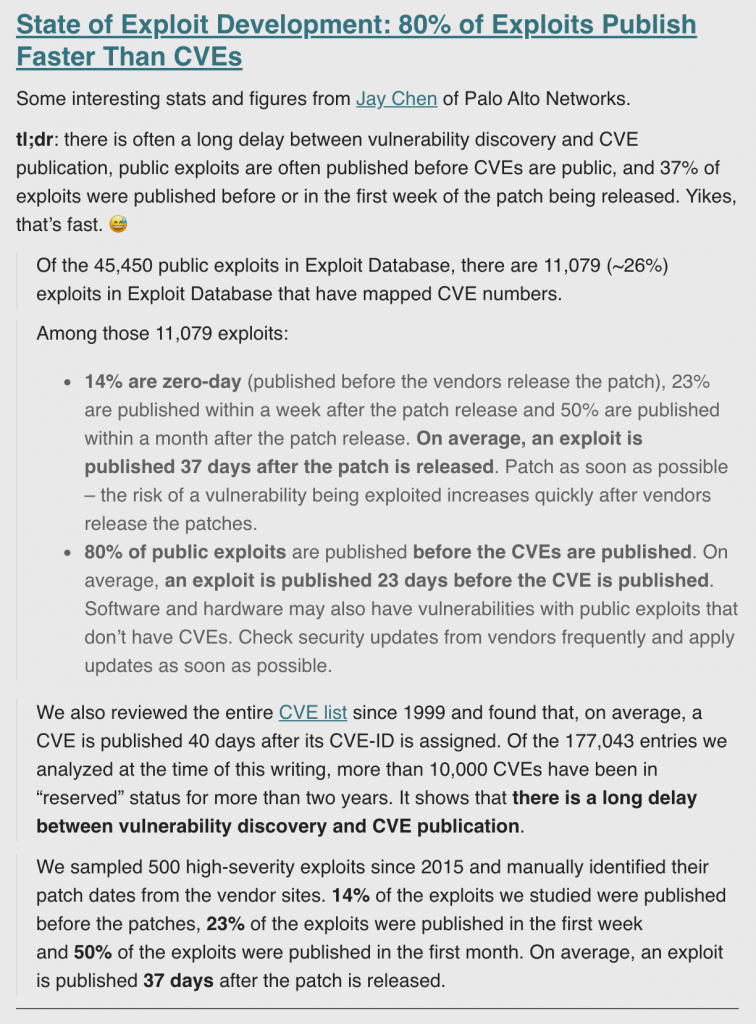 State of Exploit Development: 80% of Exploits Publish
Faster Than CVEs
Some interesting stats and figures from Jay Chen of Palo Alto Networks.
tl;dr: there is often a long delay between vulnerability discovery and CVE
publication, public exploits are often published before CVEs are public, and 37% of
exploits were published before or in the first week of the patch being released. Yikes,
that’s fast. 😅
Of the 45,450 public exploits in Exploit Database, there are 11,079 (~26%)
exploits in Exploit Database that have mapped CVE numbers.
Among those 11,079 exploits:
• 14% are zero-day (published before the vendors release the patch), 23%
are published within a week after the patch release and 50% are published
within a month after the patch release. On average, an exploit is
published 37 days after the patch is released. Patch as soon as possible
– the risk of a vulnerability being exploited increases quickly after vendors
release the patches.
• 80% of public exploits are published before the CVEs are published. On
average, an exploit is published 23 days before the CVE is published.
Software and hardware may also have vulnerabilities with public exploits that
don’t have CVEs. Check security updates from vendors frequently and apply
updates as soon as possible.
We also reviewed the entire CVE list since 1999 and found that, on average, a
CVE is published 40 days after its CVE-ID is assigned. Of the 177,043 entries we
analyzed at the time of this writing, more than 10,000 CVEs have been in
“reserved” status for more than two years. It shows that there is a long delay
between vulnerability discovery and CVE publication.
We sampled 500 high-severity exploits since 2015 and manually identified their
patch dates from the vendor sites. 14% of the exploits we studied were published
before the patches, 23% of the exploits were published in the first week
and 50% of the exploits were published in the first month. On average, an exploit
is published 37 days after the patch is released.